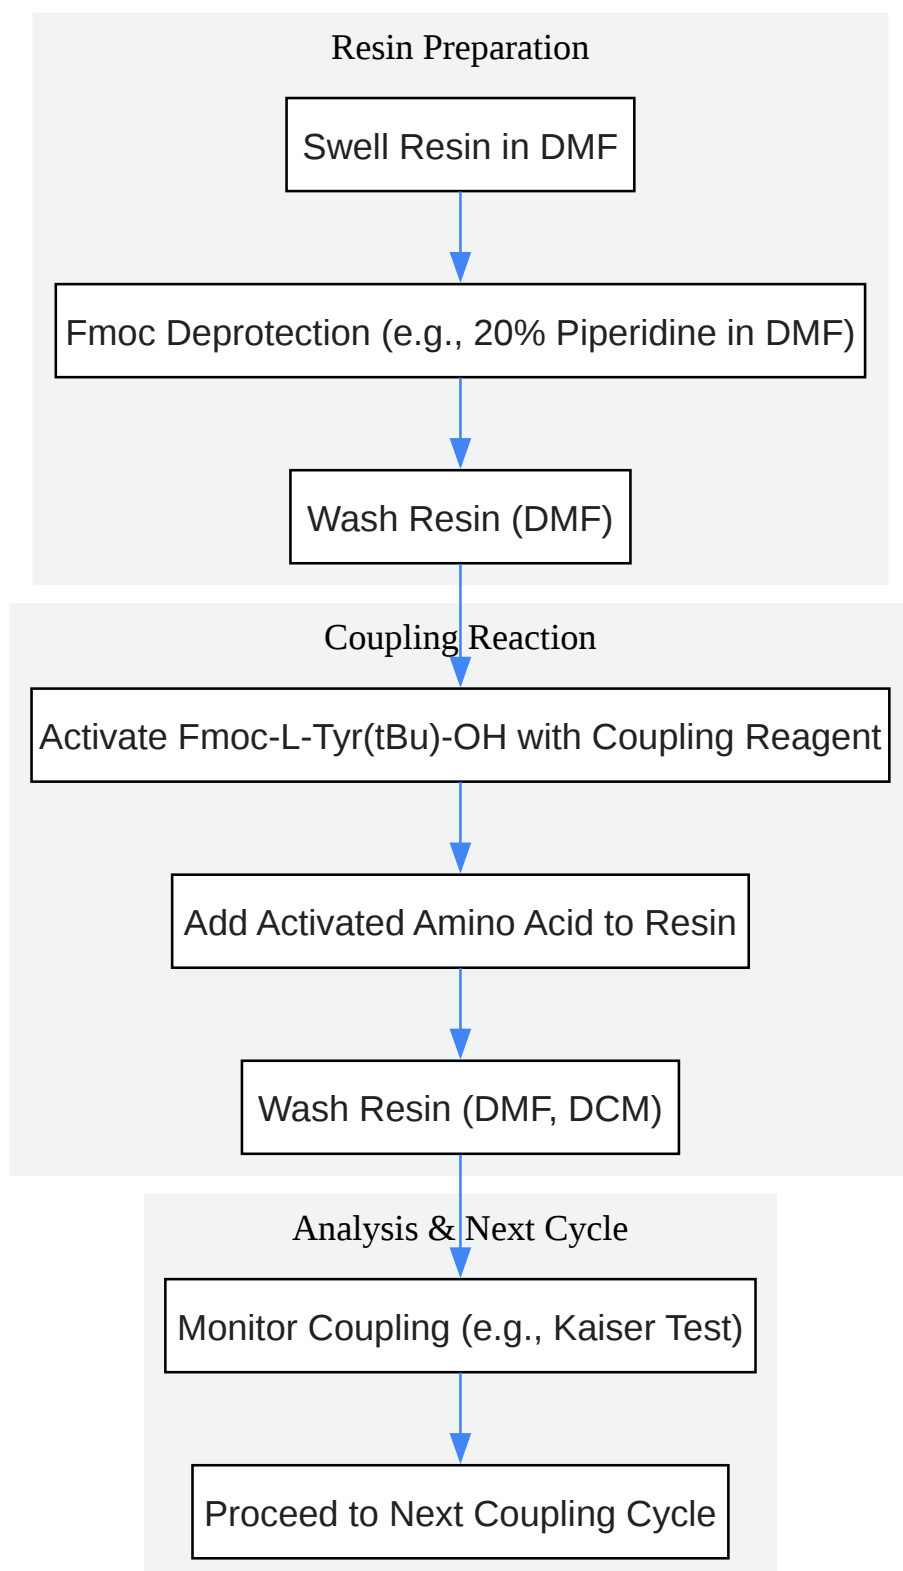 Resin Preparation
Swell Resin in DMF
Fmoc Deprotection (e.g., 20% Piperidine in DMF)
Wash Resin (DMF)
Coupling Reaction
Activate Fmoc-L-Tyr(tBu)-OH with Coupling Reagent
Add Activated Amino Acid to Resin
Wash Resin (DMF, DCM)
Analysis & Next Cycle
Monitor Coupling (e.g., Kaiser Test)
Proceed to Next Coupling Cycle